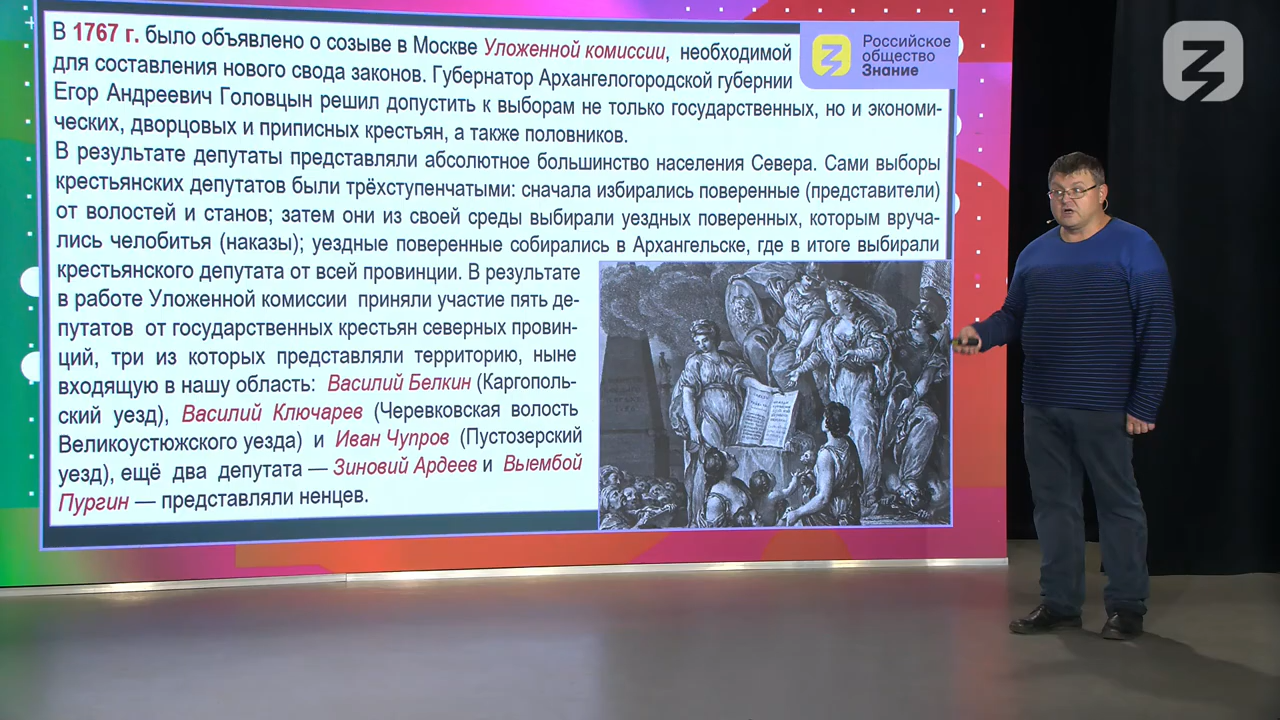 В 1767 г. было объявлено о созыве в Москве Уложенной комиссии, необходимой
для составления нового свода законов. Губернатор Архангелогородской губернии
Егор Андреевич Головцын решил допустить к выборам не только государственных, но и экономи-
ческих, дворцовых и приписных крестьян, а также половников.
В результате депутаты представляли абсолютное большинство населения Севера. Сами выборы
крестьянских депутатов были трёхступенчатыми: сначала избирались поверенные (представители)
от волостей и станов; затем они из своей среды выбирали уездных поверенных, которым вруча-
лись челобитья (наказы); уездные поверенные собирались в Архангельске, где в итоге выбирали
крестьянского депутата от всей провинции. В результате
в работе Уложенной комиссии приняли участие пять де-
путатов от государственных крестьян северных провин-
ций, три из которых представляли территорию, ныне
входящую в нашу область: Василий Белкин (Каргополь-
ский уезд), Василий Ключарев (Черевковская волость
Великоустюжского уезда) и Иван Чупров (Пустозерский
уезд), ещё два депутата — Зиновий Ардеев и Выембой
Пургин — представляли ненцев.
Российское
общество
Знание